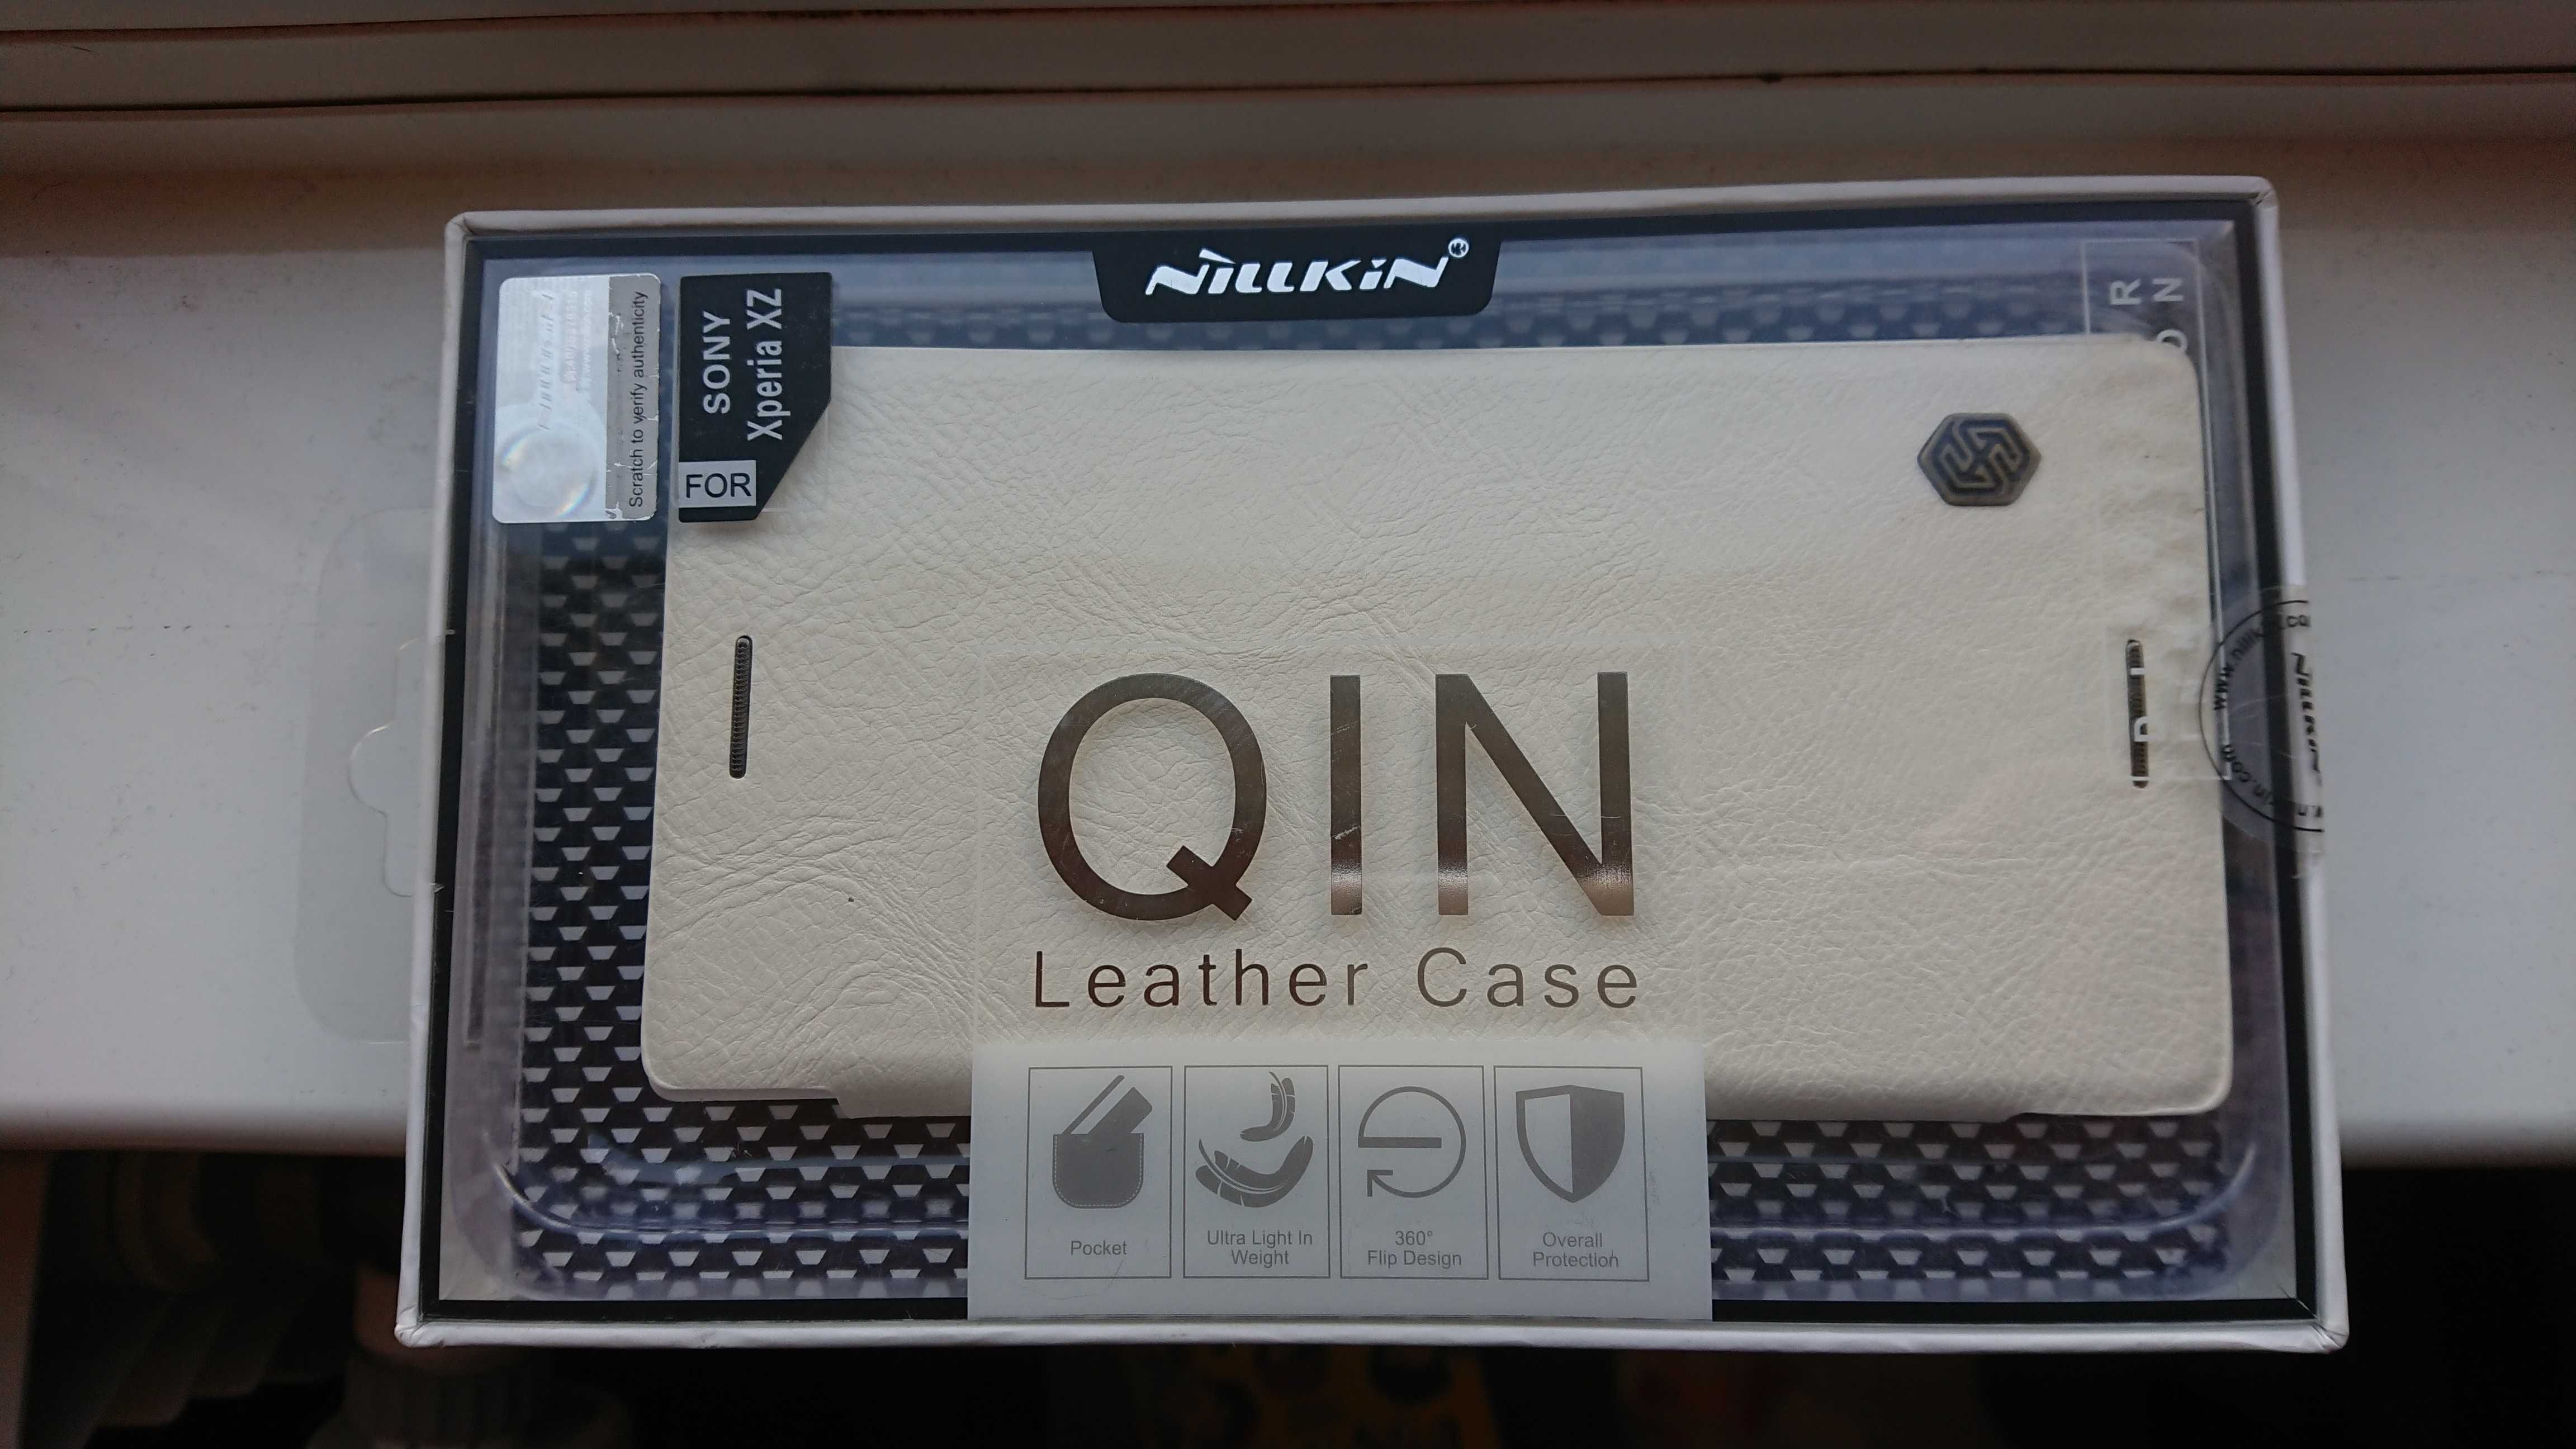 NiLLKiN®
Scratch to verify authenticity
SONY
Xperia XZ
FOR
QIN
Leather Case
Pocket
Ultra Light In
Weight
360°
Flip Design
Overall
Protection
NiLLKiN